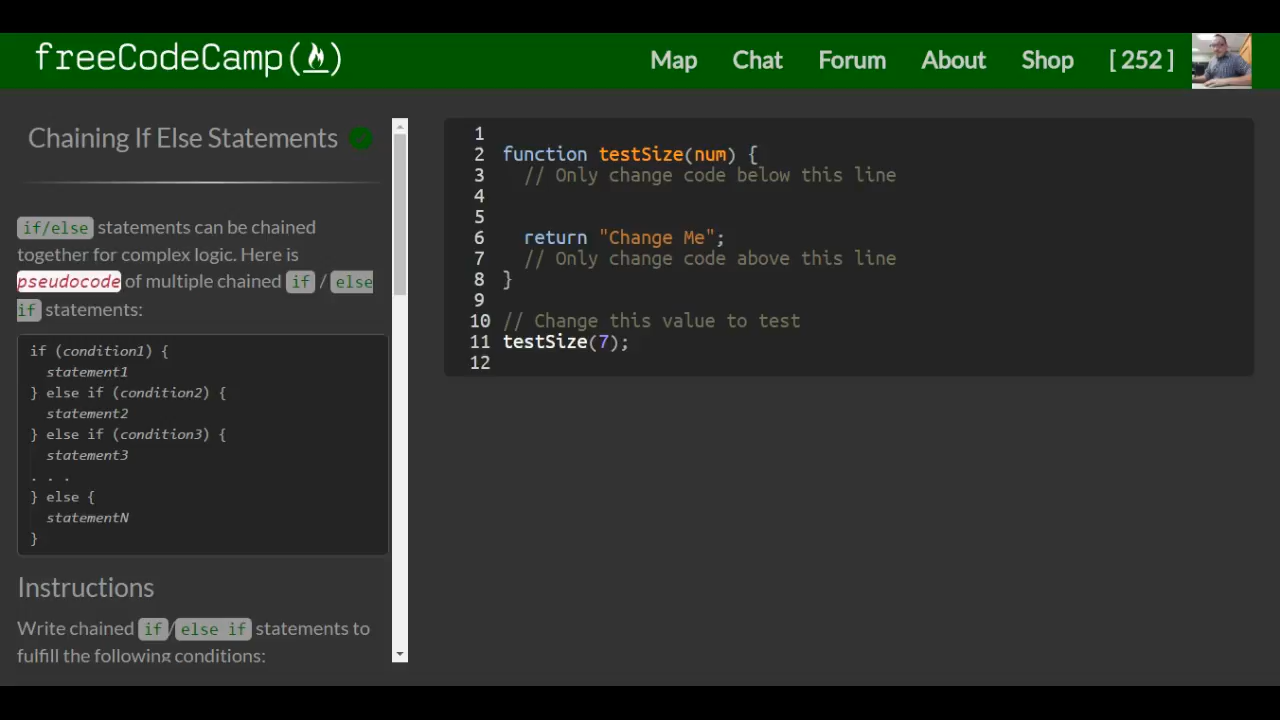 freeCodeCamp(🔥)
Map Chat Forum About Shop [ 252 ]
Chaining If Else Statements
if/else statements can be chained
together for complex logic. Here is
pseudocode of multiple chained if / else
if statements:
if (condition1) {
statement1
} else if (condition2) {
statement2
} else if (condition3) {
statement3
. . .
} else {
statementN
}
Instructions
Write chained if/else if statements to
fulfill the following conditions:
1
2 function testSize(num) {
3 // Only change code below this line
4
5
6 return "Change Me";
7 // Only change code above this line
8 }
9
10 // Change this value to test
11 testSize(7);
12